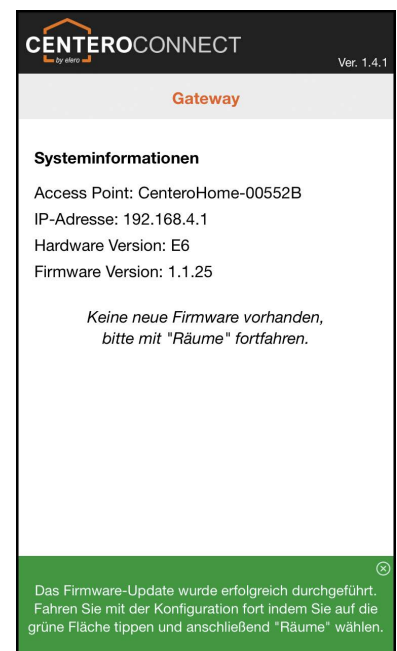 CENTEROCONNECT
by elero
Ver. 1.4.1
Gateway
Systeminformationen
Access Point: CenteroHome-00552B
IP-Adresse: 192.168.4.1
Hardware Version: E6
Firmware Version: 1.1.25
Keine neue Firmware vorhanden,
bitte mit "Räume" fortfahren.
Das Firmware-Update wurde erfolgreich durchgeführt.
Fahren Sie mit der Konfiguration fort indem Sie auf die
grüne Fläche tippen und anschließend "Räume" wählen.